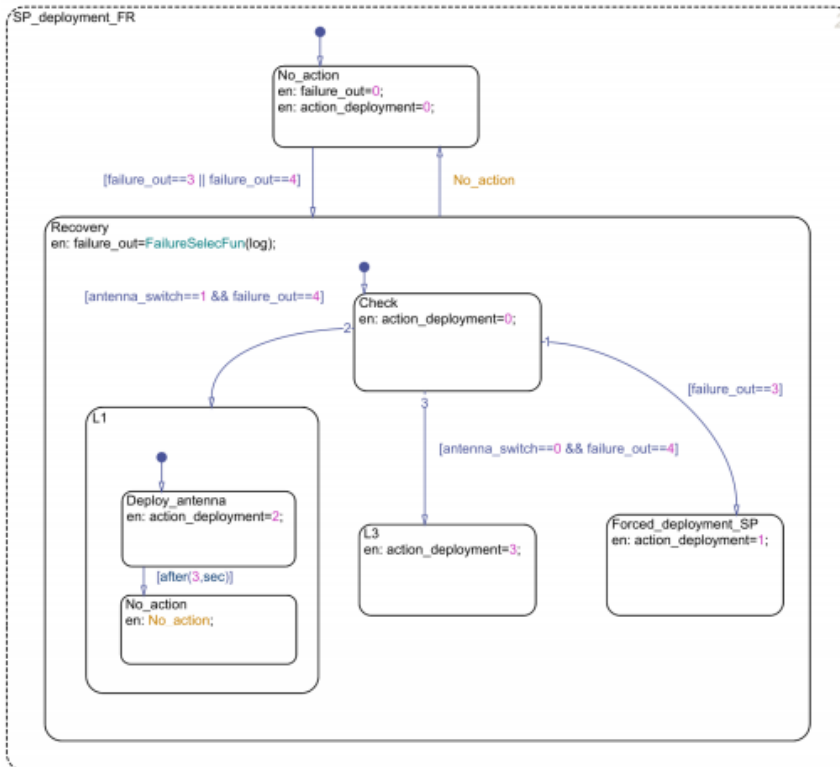 SP_deployment_FR
2
No_action
en: failure_out=0;
en: action_deployment=0;
[failure_out==3 || failure_out==4]
No_action
Recovery
en: failure_out=FailureSelecFun(log);
[antenna_switch==1 && failure_out==4]
Check
en: action_deployment=0;
2
1
3
[failure_out==3]
L1
[antenna_switch==0 && failure_out==4]
Deploy_antenna
en: action_deployment=2;
L3
en: action_deployment=3;
Forced_deployment_SP
en: action_deployment=1;
[after(3,sec)]
No_action
en: No_action;